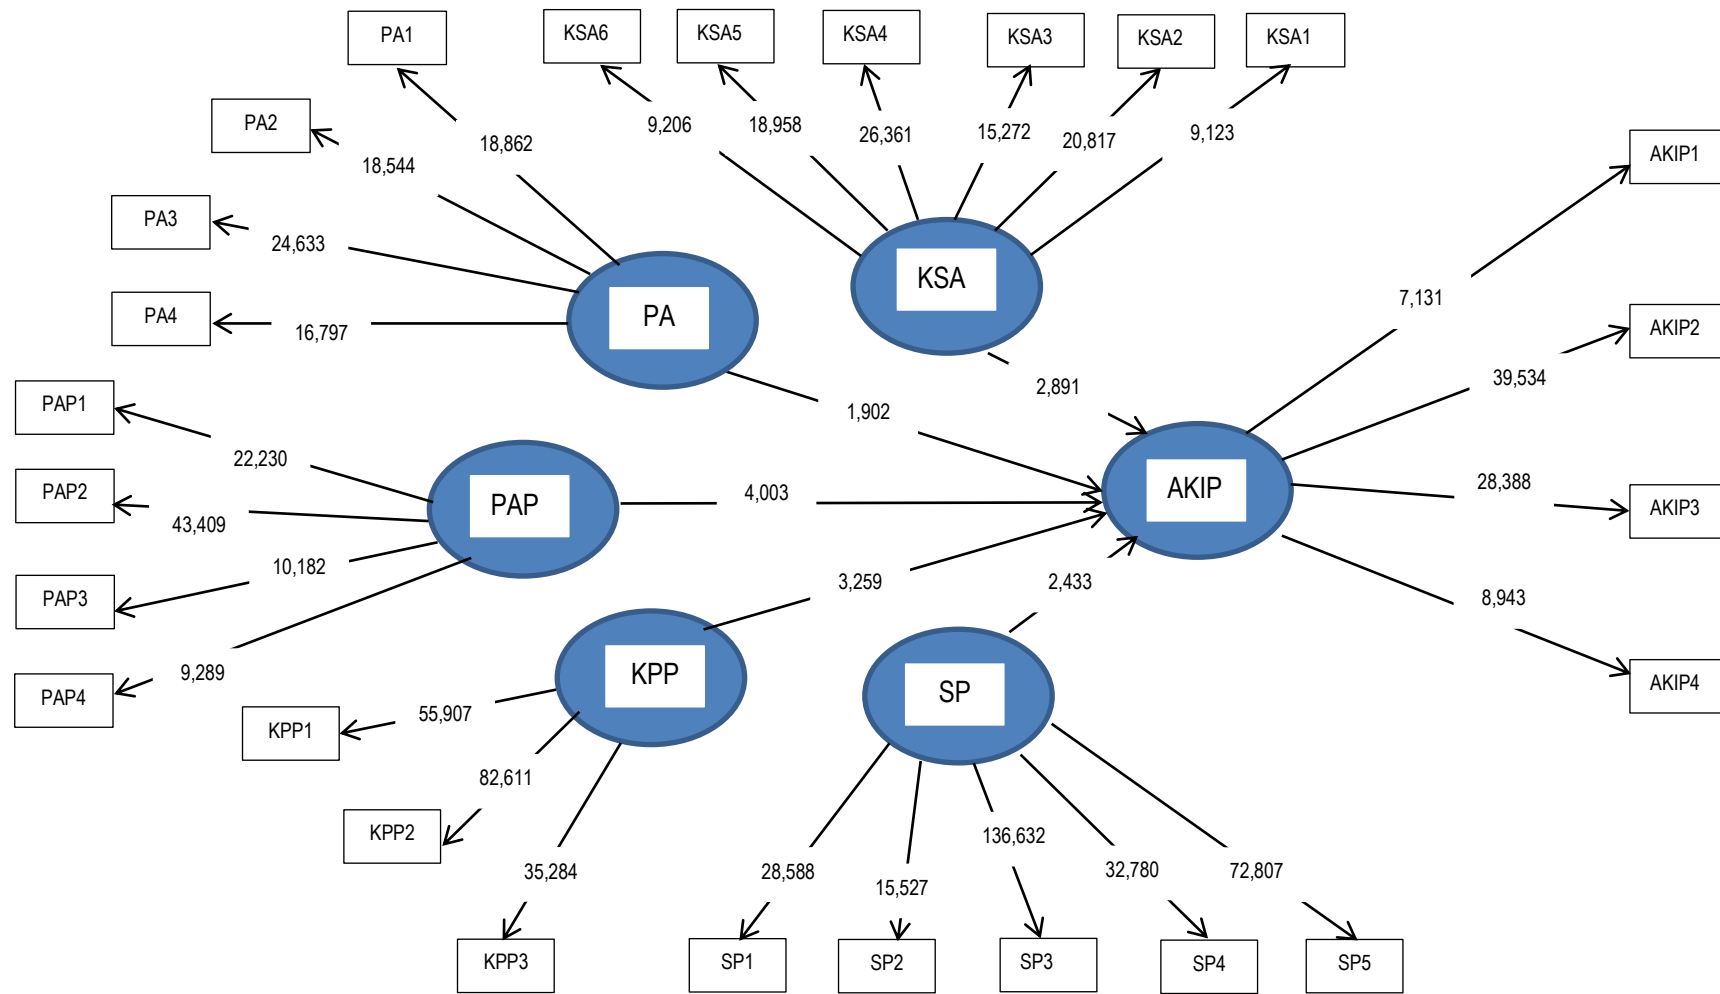 PA1
KSA6
KSA5
KSA4
KSA3
KSA2
KSA1
PA2
18,862
9,206
18,958
26,361
15,272
20,817
9,123
AKIP1
18,544
PA3
24,633
KSA
7,131
PA4
16,797
PA
AKIP2
39,534
2,891
PAP1
1,902
22,230
PAP2
43,409
PAP
4,003
AKIP
28,388
AKIP3
10,182
3,259
2,433
PAP3
8,943
9,289
PAP4
KPP
SP
AKIP4
55,907
KPP1
82,611
KPP2
136,632
35,284
28,588
15,527
32,780
72,807
KPP3
SP1
SP2
SP3
SP4
SP5